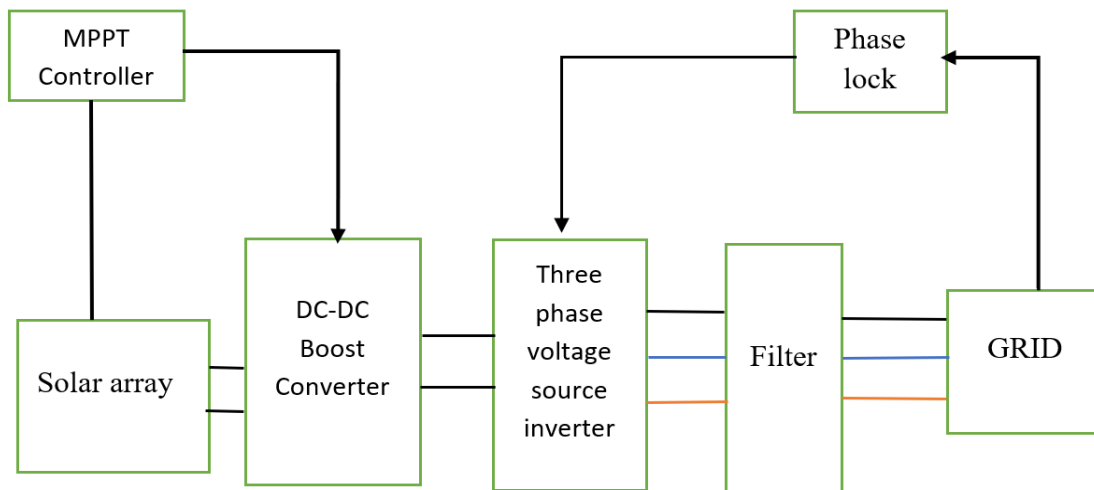 MPPT
Controller
Phase
lock
Solar array
DC-DC
Boost
Converter
Three
phase
voltage
source
inverter
Filter
GRID